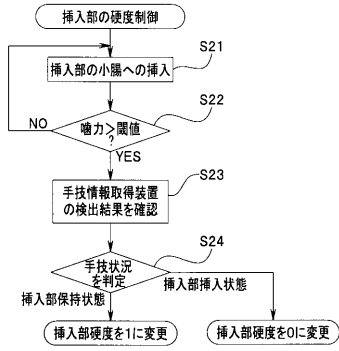 挿入部の硬度制御
S21
挿入部の小腸への挿入
S22
噛力>閾値
?
NO
YES
S23
手技情報取得装置
の検出結果を確認
S24
手技状況
を判定
挿入部保持状態
挿入部挿入状態
挿入部硬度を1に変更
挿入部硬度を0に変更